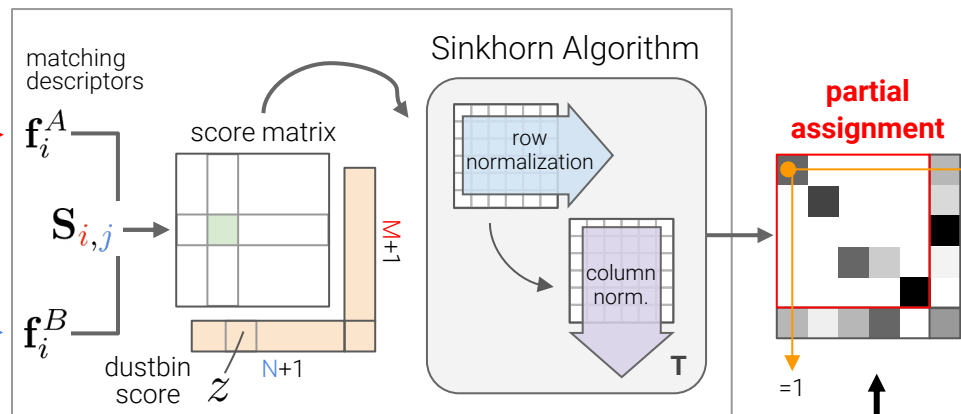 matching
descriptors
f_i^A
S_{i,j}
f_i^B
score matrix
M+1
N+1
dustbin
score z
Sinkhorn Algorithm
row
normalization
column
norm.
T
partial
assignment
=1